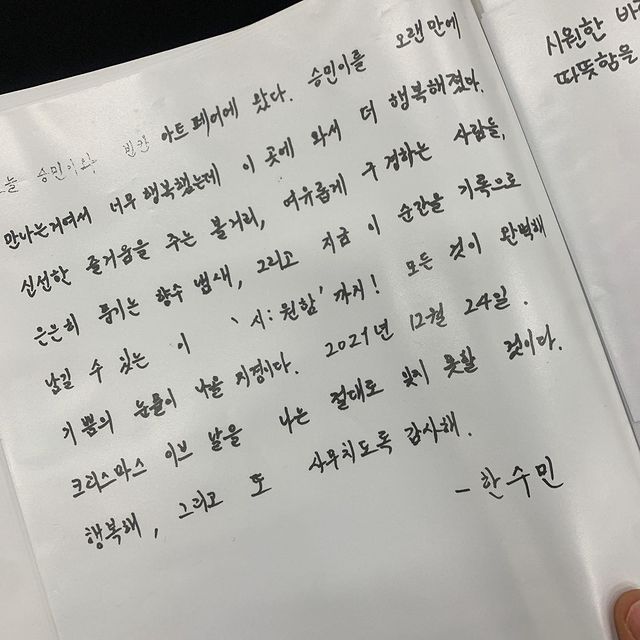 오늘 승민이와 빈칸 아트페어에 왔다. 승민이를 오랜만에
만나는거여서 너무 행복했는데 이 곳에 와서 더 행복해졌다.
신선한 즐거움을 주는 볼거리, 여유롭게 구경하는 사람들,
은은히 풍기는 향수 냄새, 그리고 지금 이 순간을 기록으로
남길 수 있는 이 '시:원함' 까지! 모든 것이 완벽해
기쁨의 눈물이 나올 지경이다. 2021년 12월 24일.
크리스마스 이브 날을 나는 절대로 잊지 못할 것이다.
행복해, 그리고 또 사무치도록 감사해.
- 한수민
시원한 바
따뜻함을